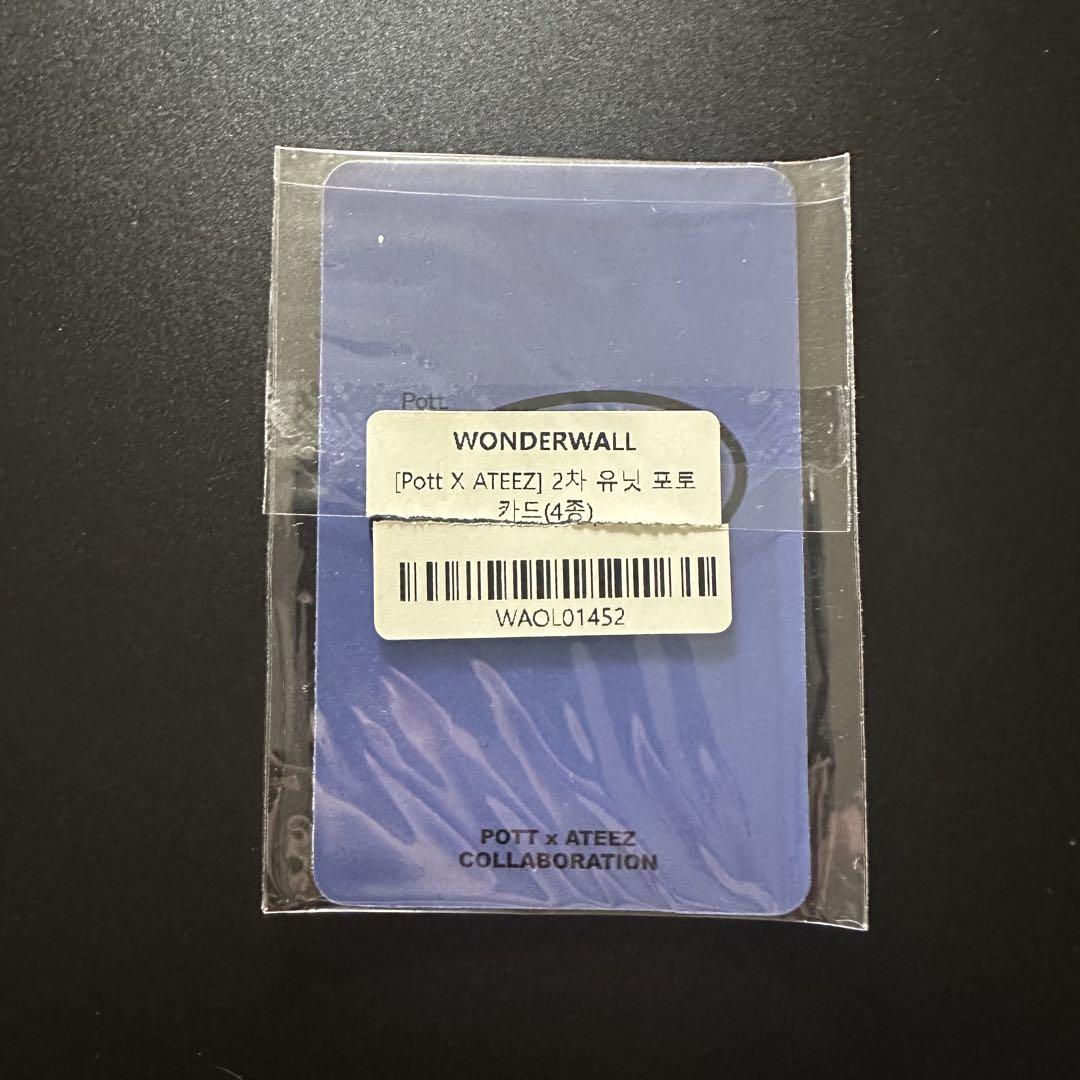 Pott
WONDERWALL
[Pott X ATEEZ] 2차 유닛 포토
카드(4종)
WAOL01452
POTT x ATEEZ
COLLABORATION